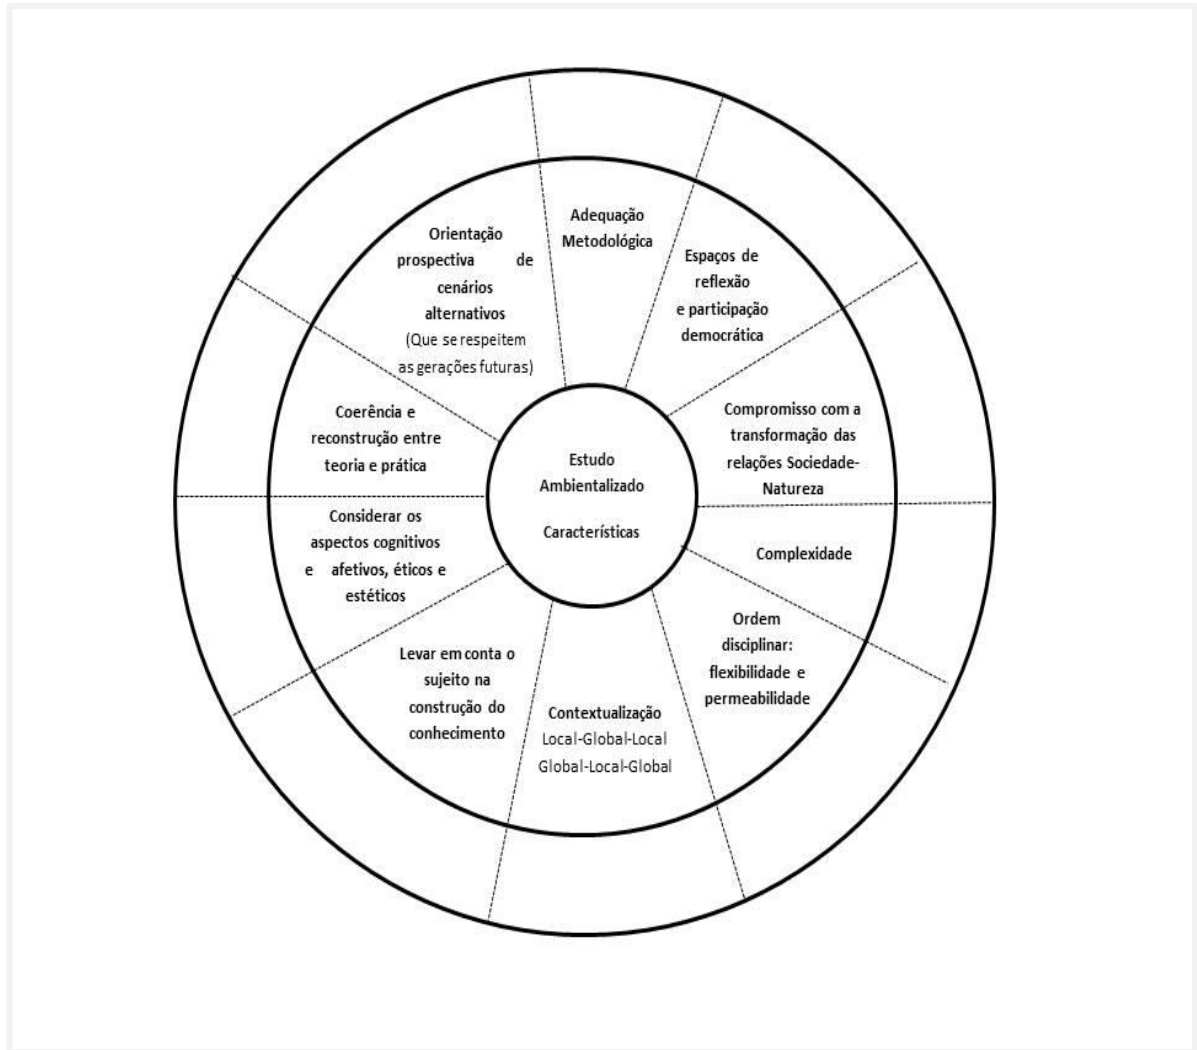 Adequação
Metodológica
Espaços de
reflexão
e participação
democrática
Compromisso com a
transformação das
relações Sociedade-
Natureza
Complexidade
Ordem
disciplinar:
flexibilidade e
permeabilidade
Contextualização
Local-Global-Local
Global-Local-Global
Levar em conta o
sujeito na
construção do
conhecimento
Considerar os
aspectos cognitivos
e afetivos, éticos e
estéticos
Coerência e
reconstrução entre
teoria e prática
Orientação
prospectiva de
cenários
alternativos
(Que se respeitem
as gerações futuras)
Estudo
Ambientalizado
Características